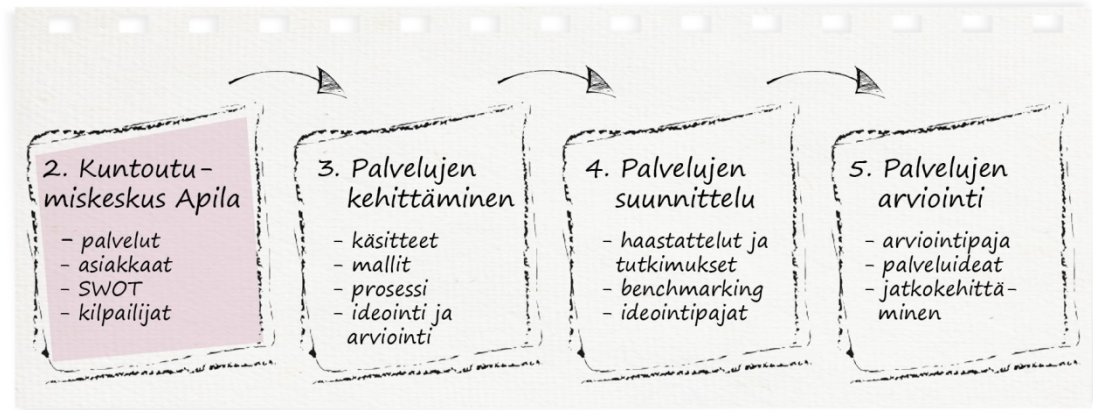 2. Kuntoutu-
miskeskus Apila
- palvelut
- asiakkaat
- SWOT
- kilpailijat
3. Palvelujen
kehittäminen
- käsitteet
- mallit
- prosessi
- ideointi ja
arviointi
4. Palvelujen
suunnittelu
- haastattelut ja
tutkimukset
- benchmarking
- ideointipajat
5. Palvelujen
arviointi
- arviointipaja
- palveluideat
- jatkokehittä-
minen